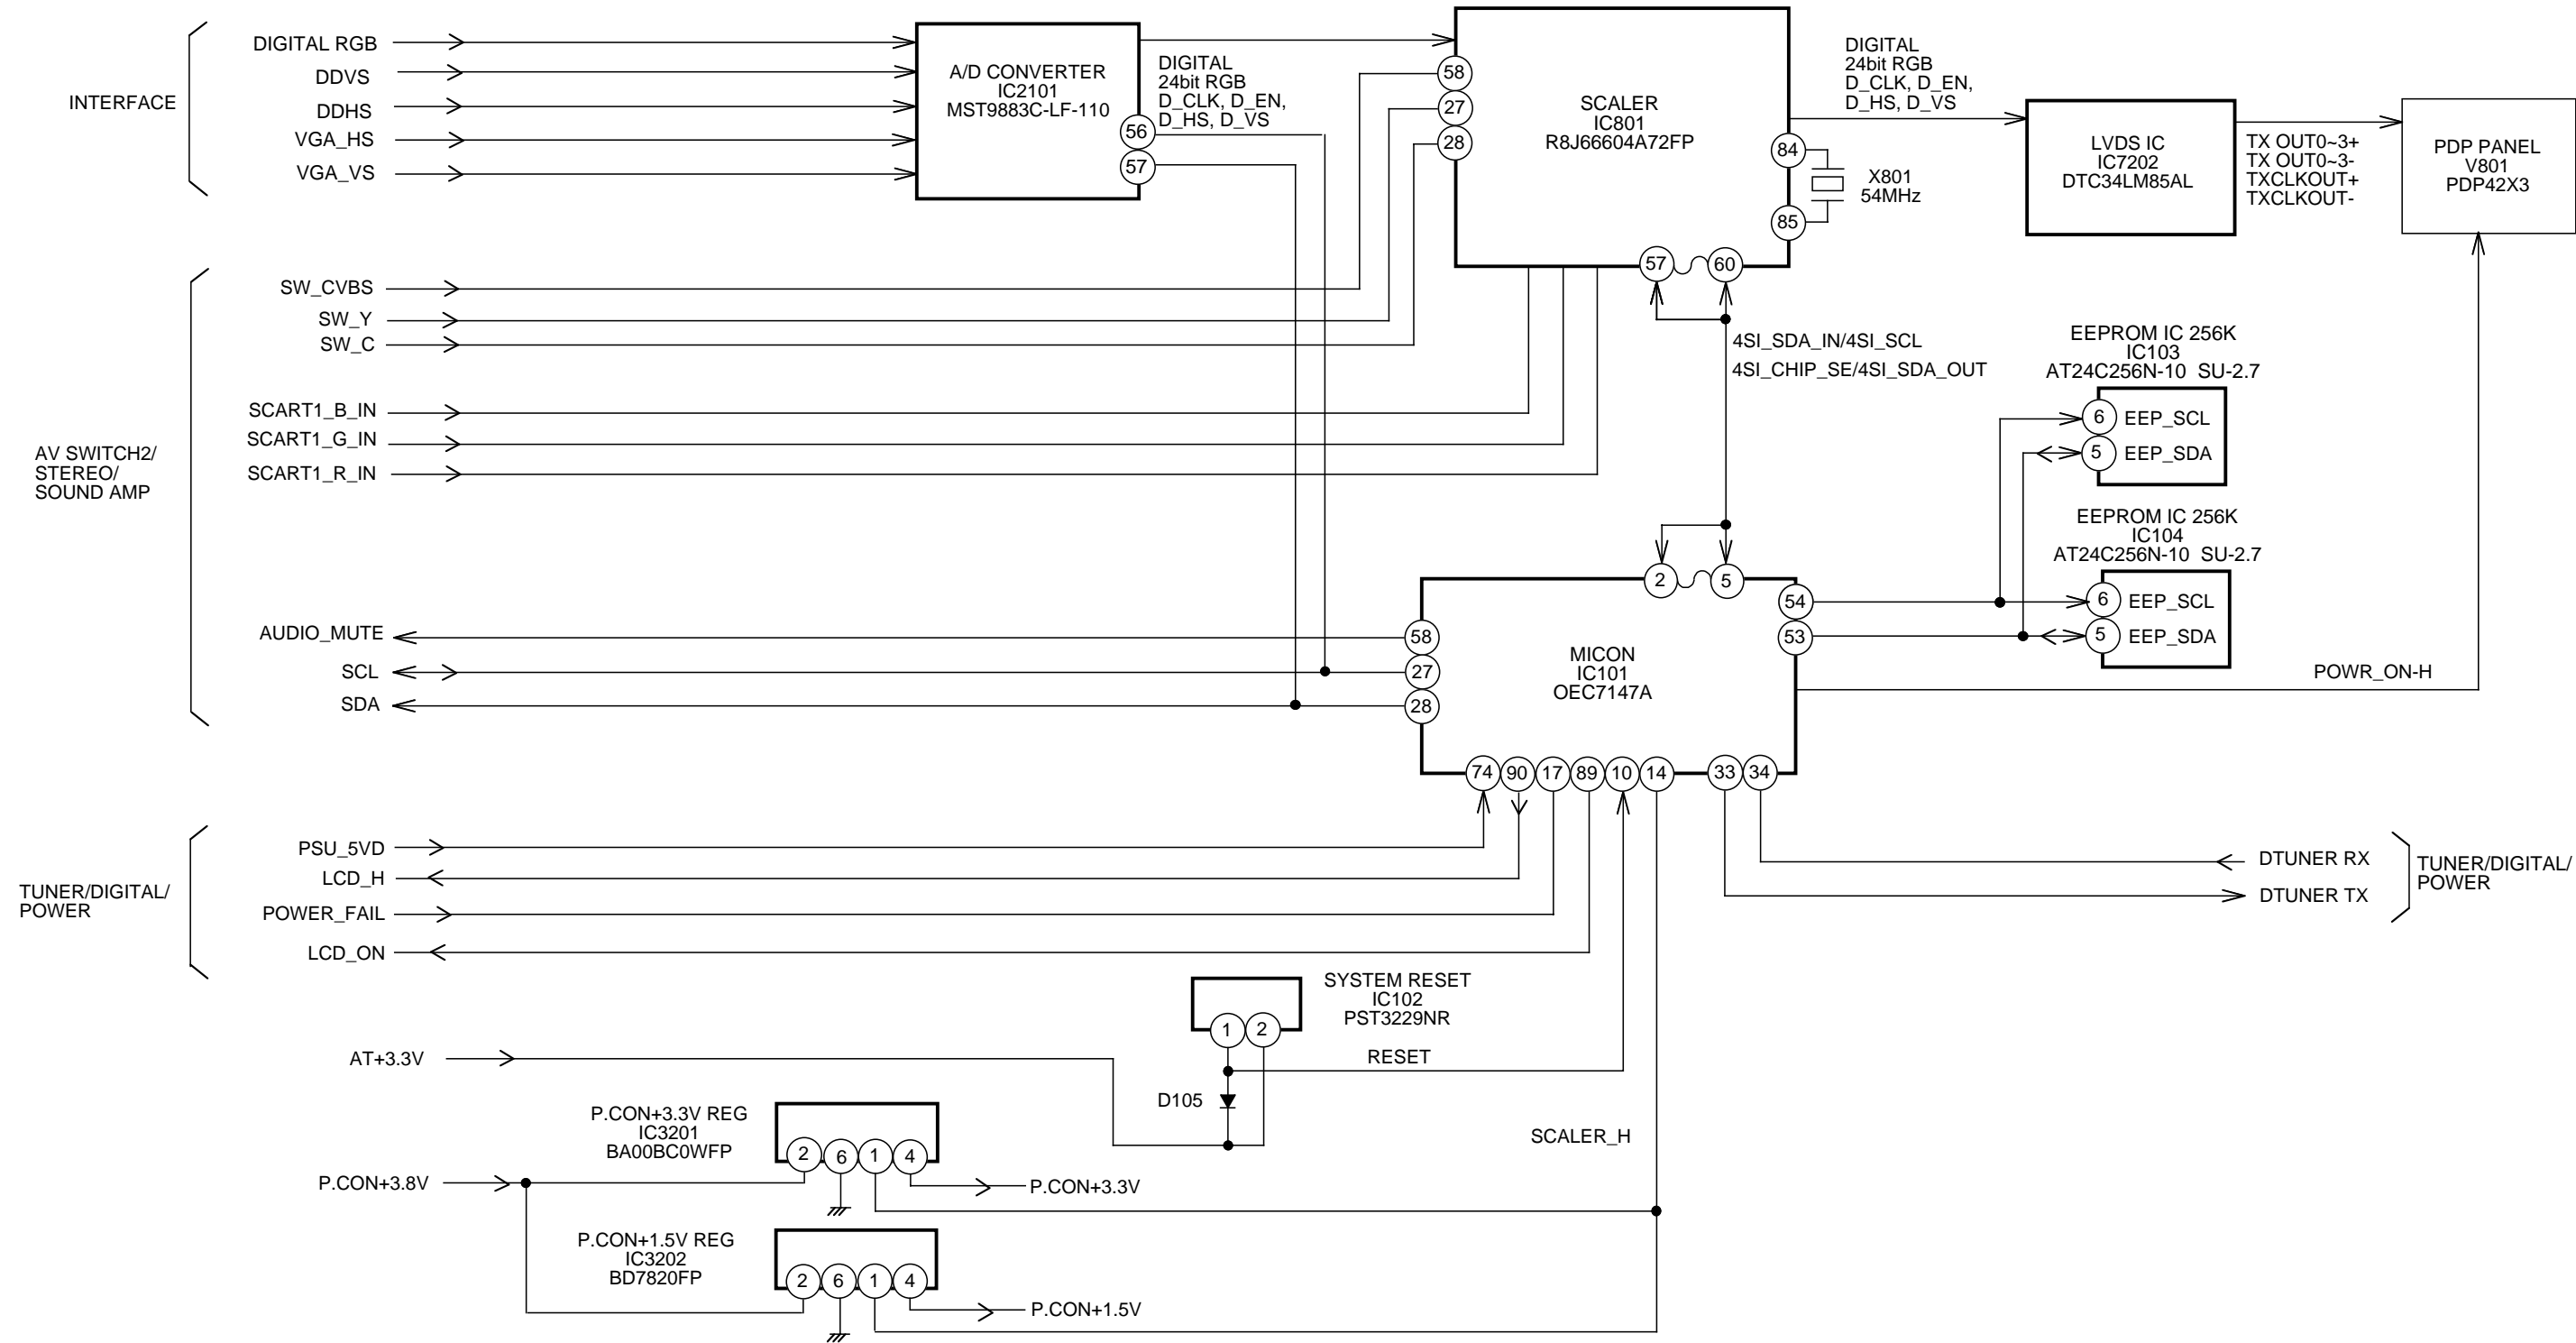 INTERFACE
DIGITAL RGB
DDVS
DDHS
VGA_HS
VGA_VS
A/D CONVERTER
IC2101
MST9883C-LF-110
56
57
DIGITAL
24bit RGB
D_CLK, D_EN,
D_HS, D_VS
58
27
28
SCALER
IC801
R8J66604A72FP
84
85
57
60
X801
54MHz
DIGITAL
24bit RGB
D_CLK, D_EN,
D_HS, D_VS
LVDS IC
IC7202
DTC34LM85AL
TX OUT0~3+
TX OUT0~3-
TXCLKOUT+
TXCLKOUT-
PDP PANEL
V801
PDP42X3
AV SWITCH2/
STEREO/
SOUND AMP
SW_CVBS
SW_Y
SW_C
SCART1_B_IN
SCART1_G_IN
SCART1_R_IN
AUDIO_MUTE
SCL
SDA
4SI_SDA_IN/4SI_SCL
4SI_CHIP_SE/4SI_SDA_OUT
EEPROM IC 256K
IC103
AT24C256N-10 SU-2.7
6 EEP_SCL
5 EEP_SDA
EEPROM IC 256K
IC104
AT24C256N-10 SU-2.7
6 EEP_SCL
5 EEP_SDA
2
5
54
53
58
27
28
MICON
IC101
OEC7147A
74 90 17 89 10 14 33 34
POWR_ON-H
TUNER/DIGITAL/
POWER
PSU_5VD
LCD_H
POWER_FAIL
LCD_ON
DTUNER RX
DTUNER TX
TUNER/DIGITAL/
POWER
SYSTEM RESET
IC102
PST3229NR
1 2
AT+3.3V
RESET
D105
SCALER_H
P.CON+3.3V REG
IC3201
BA00BC0WFP
2 6 1 4
P.CON+3.8V
P.CON+3.3V
P.CON+1.5V REG
IC3202
BD7820FP
2 6 1 4
P.CON+1.5V